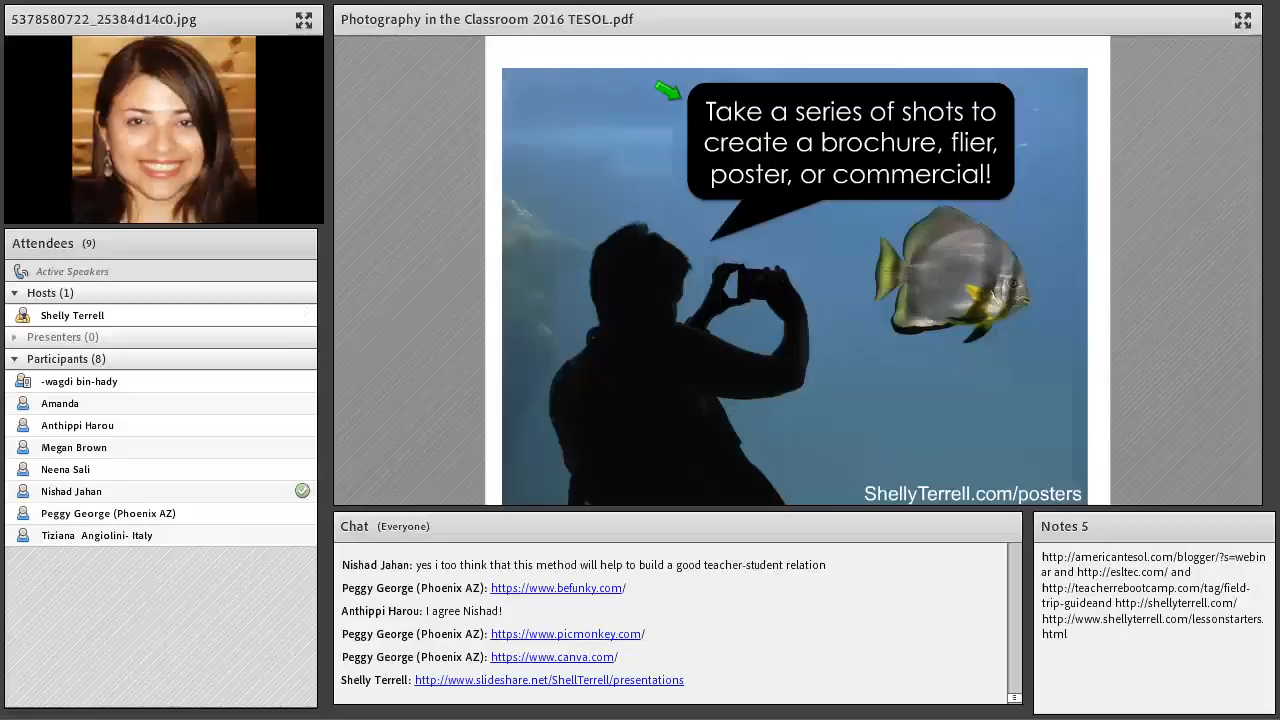 5378580722_25384d14c0.jpg
Attendees (9)
Active Speakers
Hosts (1)
Shelly Terrell
Presenters (0)
Participants (8)
-wagdi bin-hady
Amanda
Anthippi Harou
Megan Brown
Neena Sali
Nishad Jahan
Peggy George (Phoenix AZ)
Tiziana Angiolini- Italy
Photography in the Classroom 2016 TESOL.pdf
Take a series of shots to
create a brochure, flier,
poster, or commercial!
ShellyTerrell.com/posters
Chat (Everyone)
Nishad Jahan: yes i too think that this method will help to build a good teacher-student relation
Peggy George (Phoenix AZ): https://www.befunky.com/
Anthippi Harou: I agree Nishad!
Peggy George (Phoenix AZ): https://www.picmonkey.com/
Peggy George (Phoenix AZ): https://www.canva.com/
Shelly Terrell: http://www.slideshare.net/ShellTerrell/presentations
Notes 5
http://americantesol.com/blogger/?s=webin
ar and http://esltec.com/ and
http://teacherrebootcamp.com/tag/field-
trip-guideand http://shellyterrell.com/
http://www.shellyterrell.com/lessonstarters.
html